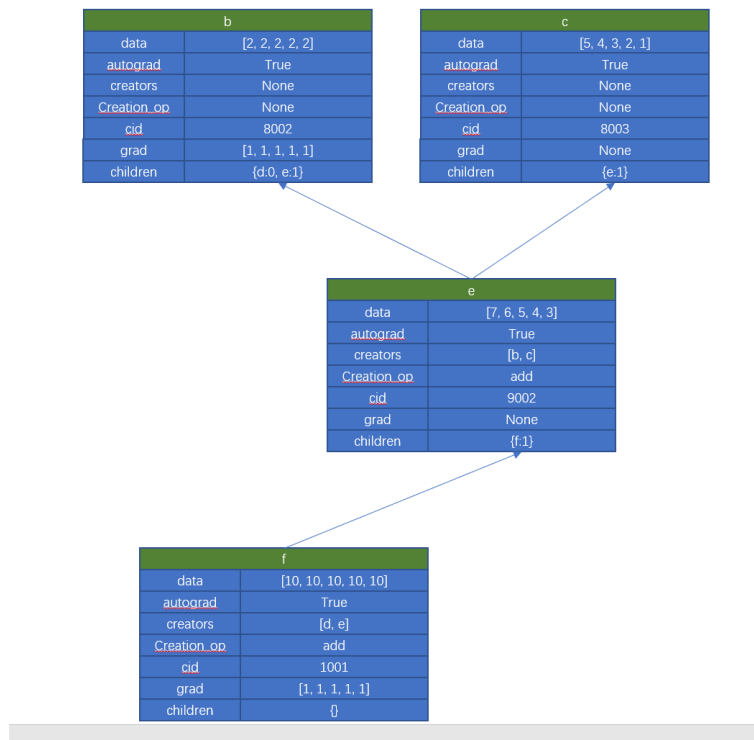 b
data [2, 2, 2, 2, 2]
autograd True
creators None
Creation_op None
cid 8002
grad [1, 1, 1, 1, 1]
children {d:0, e:1}
c
data [5, 4, 3, 2, 1]
autograd True
creators None
Creation_op None
cid 8003
grad None
children {e:1}
e
data [7, 6, 5, 4, 3]
autograd True
creators [b, c]
Creation_op add
cid 9002
grad None
children {f:1}
f
data [10, 10, 10, 10, 10]
autograd True
creators [d, e]
Creation_op add
cid 1001
grad [1, 1, 1, 1, 1]
children {}